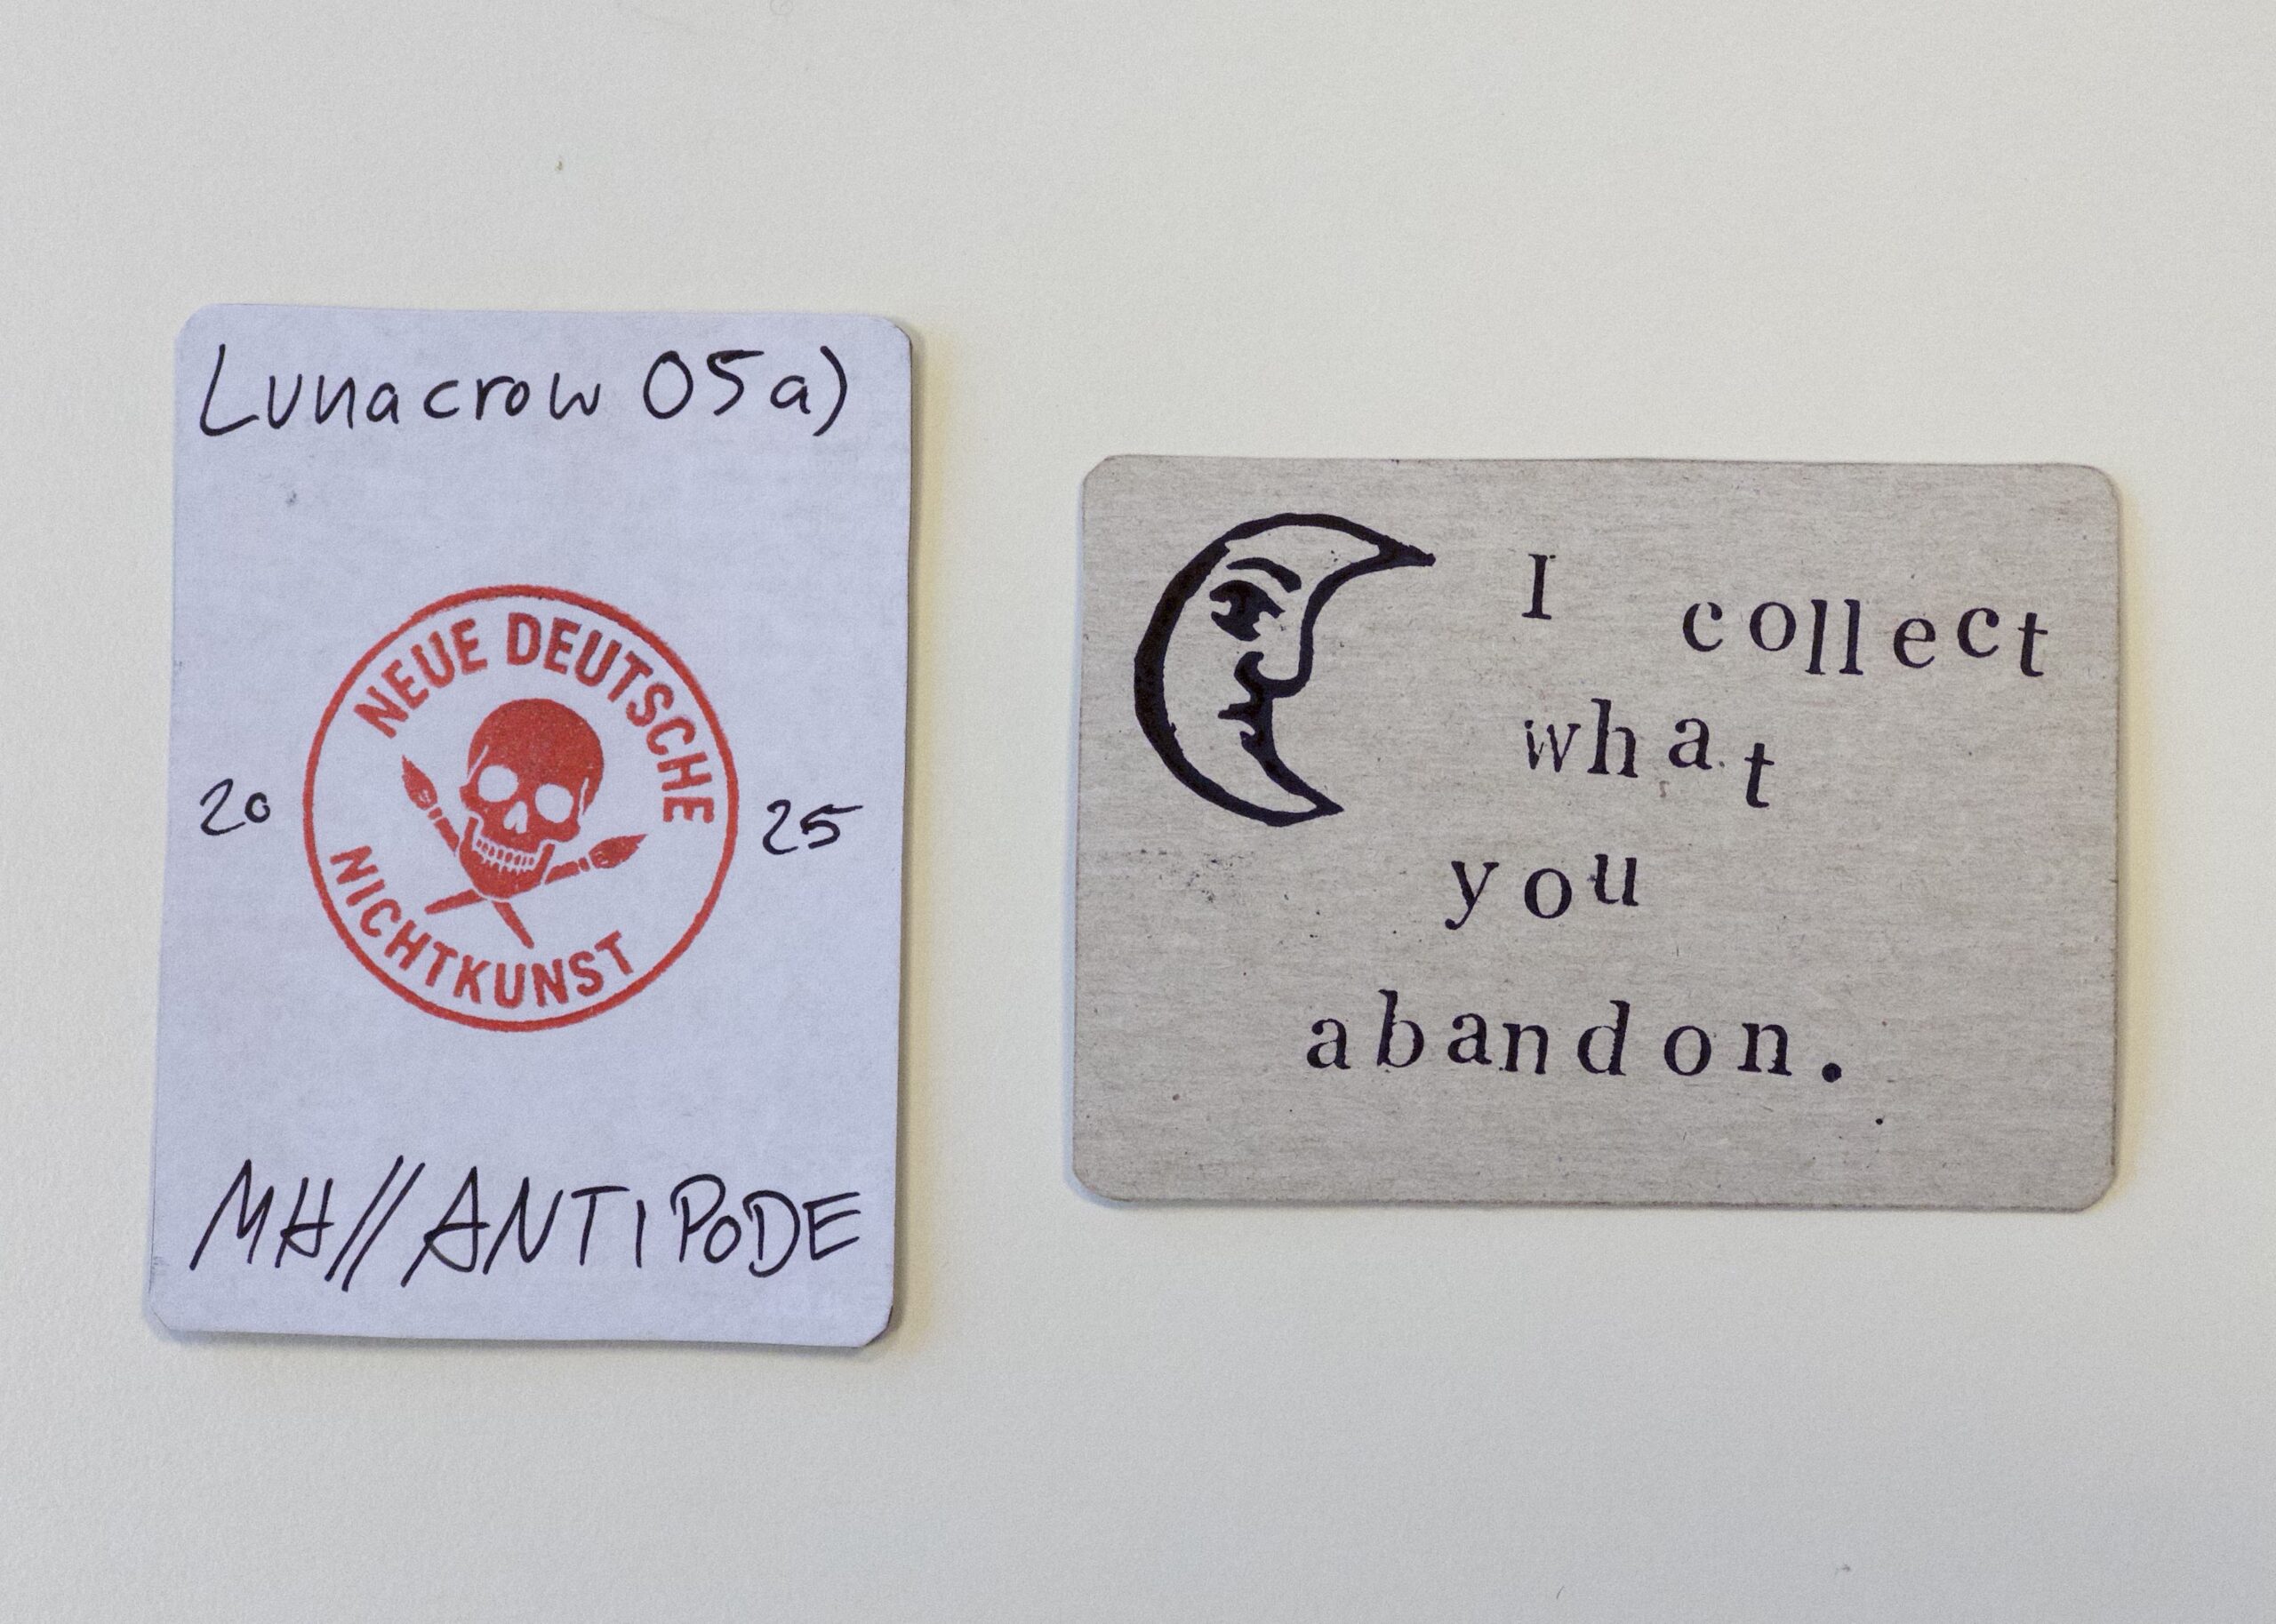 Lunacrow 05a)
NEUE DEUTSCHE
20
25
NICHTKUNST
MH//ANTIPODE
I collect
what
you
abandon.